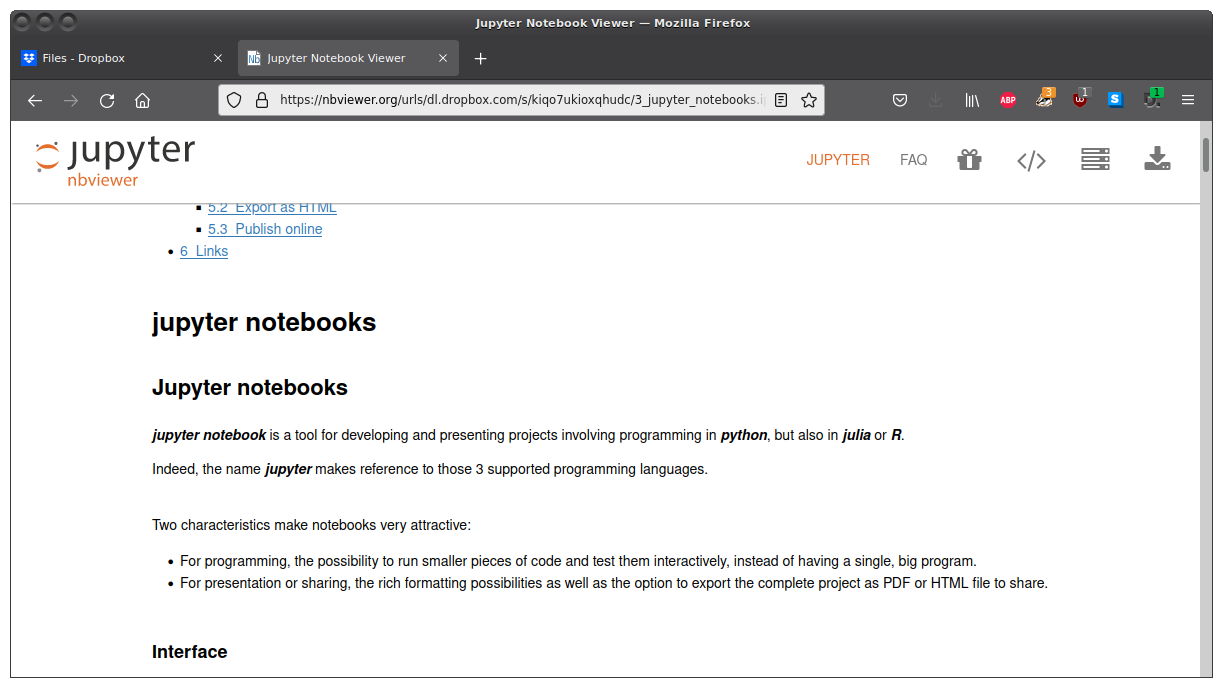 Jupyter Notebook Viewer — Mozilla Firefox
Files - Dropbox
Jupyter Notebook Viewer
https://nbviewer.org/urls/dl.dropbox.com/s/kiqo7ukioxqhudc/3_jupyter_notebooks.i
ABP
3
1
S
1
jupyter
nbviewer
JUPYTER FAQ
5.2 Export as HTML
5.3 Publish online
6 Links
jupyter notebooks
Jupyter notebooks
jupyter notebook is a tool for developing and presenting projects involving programming in python, but also in julia or R.
Indeed, the name jupyter makes reference to those 3 supported programming languages.
Two characteristics make notebooks very attractive:
For programming, the possibility to run smaller pieces of code and test them interactively, instead of having a single, big program.
For presentation or sharing, the rich formatting possibilities as well as the option to export the complete project as PDF or HTML file to share.
Interface